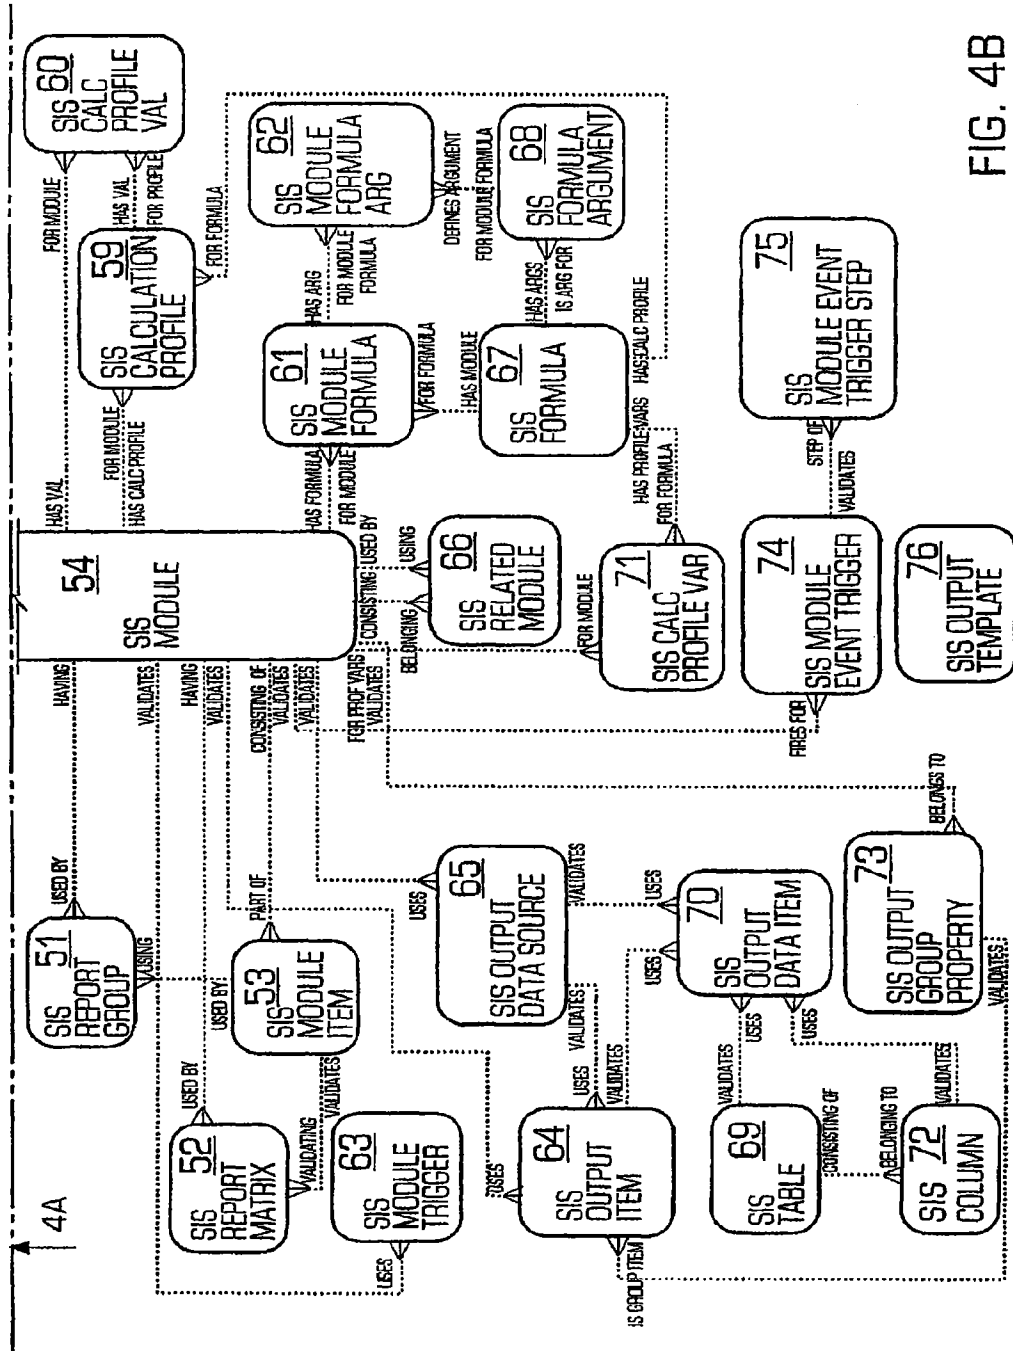 4A
SIS 60
CALC
PROFILE
VAL
FOR MODULE
HAS VAL
HAS VAL
FOR PROFILE
SIS 59
CALCULATION
PROFILE
FOR MODULE
HAS CALC PROFILE
FOR FORMULA
SIS 62
MODULE
FORMULA
ARG
HAS ARG
FOR MODULE
FORMULA
DEFINES ARGUMENT
FOR MODULE FORMULA
SIS 68
FORMULA
ARGUMENT
HAS ARGS
IS ARG FOR
SIS 61
MODULE
FORMULA
HAS FORMULA
FOR MODULE
FOR FORMULA
HAS MODULE
SIS 67
FORMULA
HAS CALC PROFILE
HAS PROFILE VARS
FOR FORMULA
54
SIS
MODULE
CONSISTING
USED BY
BELONGING
USING
66
SIS
RELATED
MODULE
FOR MODULE
71
SIS CALC
PROFILE VAR
75
SIS
MODULE EVENT
TRIGGER STEP
STEP OF
VALIDATES
74
SIS MODULE
EVENT TRIGGER
FIRES FOR
76
SIS OUTPUT
TEMPLATE
HAVING
VALIDATES
HAVING
VALIDATES
CONSISTING OF
VALIDATES
VALIDATES
FOR PROF VARS
VALIDATES
USED BY
SIS 51
REPORT
GROUP
USING
USED BY
PART OF
SIS 53
MODULE
ITEM
VALIDATES
USED BY
SIS 52
REPORT
MATRIX
VALIDATING
SIS 63
MODULE
TRIGGER
USES
USES
65
SIS OUTPUT
DATA SOURCE
VALIDATES
VALIDATES
USES
VALIDATES
SIS 64
OUTPUT
ITEM
IS GROUP ITEM
USES
USES
SIS 70
OUTPUT
DATA ITEM
USES
USES
VALIDATES
SIS 69
TABLE
CONSISTING OF
BELONGING TO
SIS 72
COLUMN
VALIDATES
BELONGS TO
73
SIS OUTPUT
GROUP
PROPERTY
VALIDATES
FIG. 4B